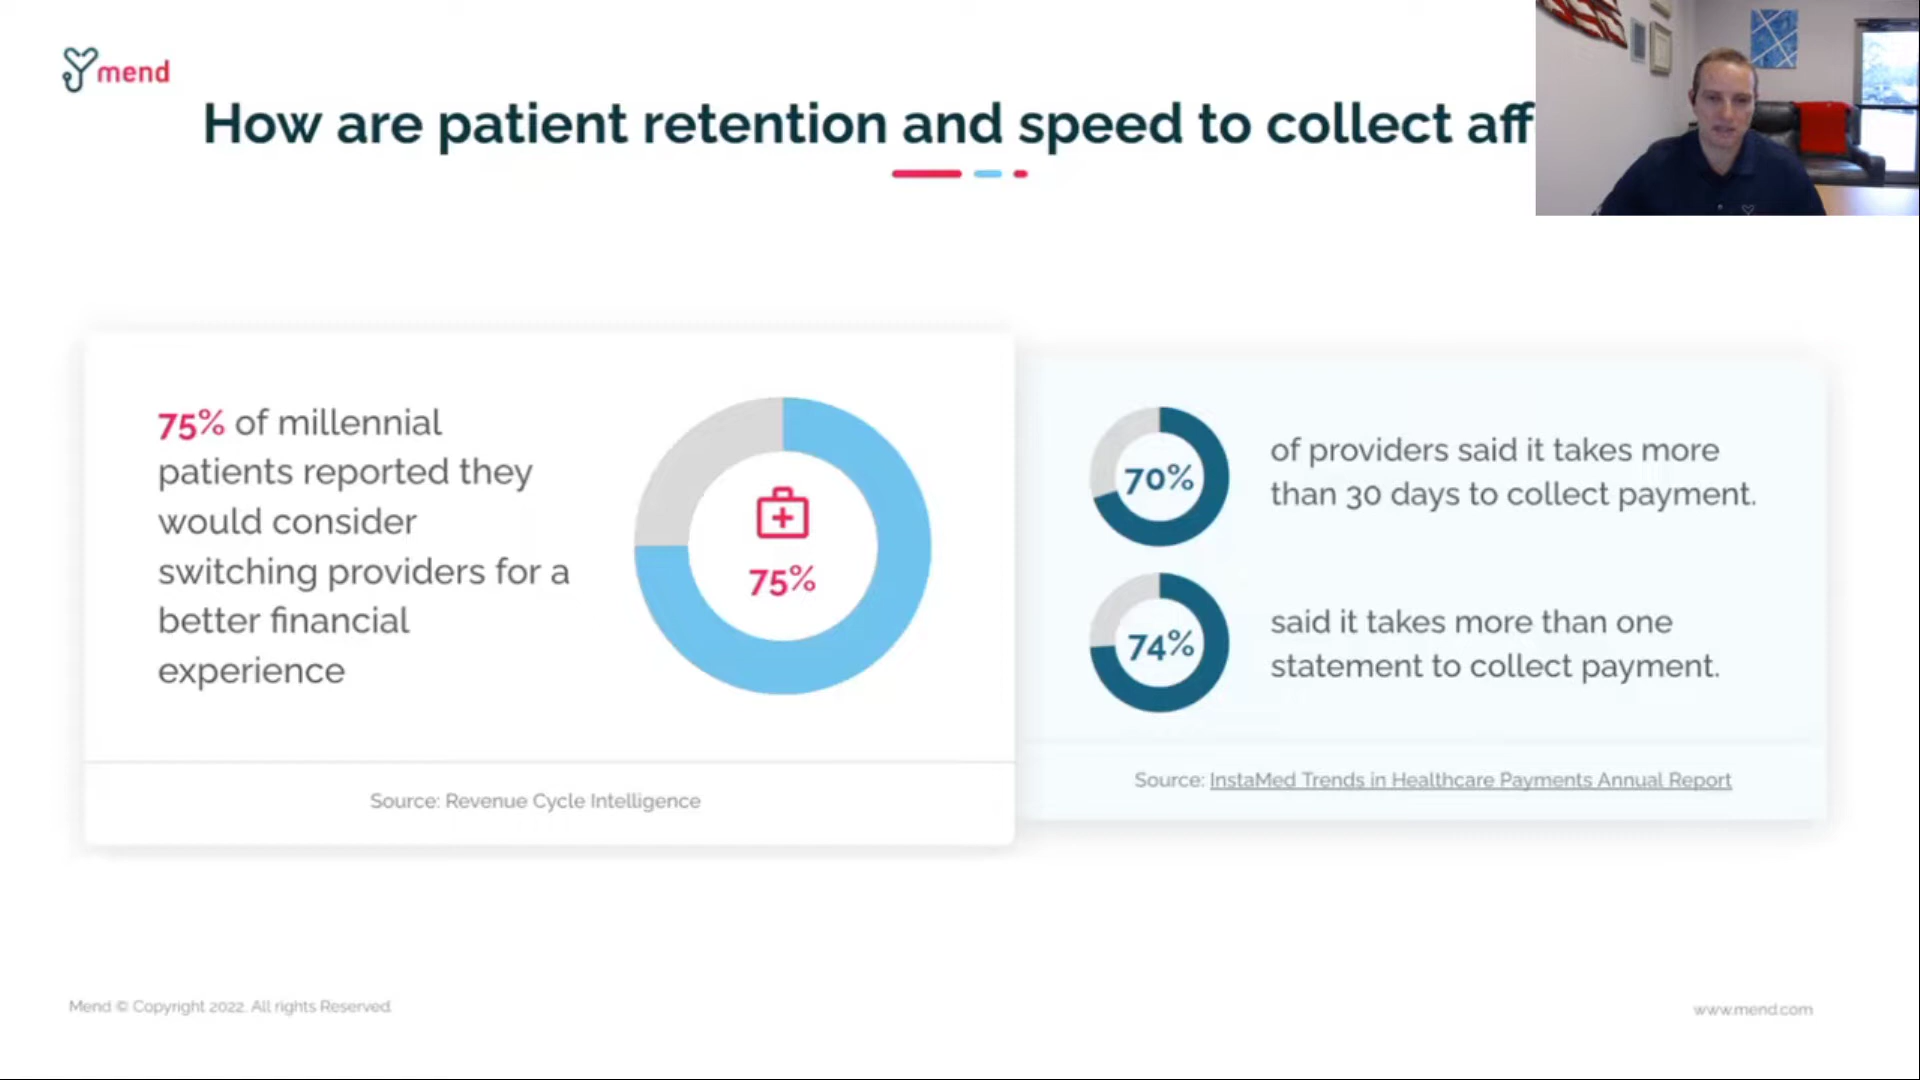 mend
How are patient retention and speed to collect aff
75% of millennial
patients reported they
would consider
switching providers for a
better financial
experience
75%
Source: Revenue Cycle Intelligence
70%
of providers said it takes more
than 30 days to collect payment.
74%
said it takes more than one
statement to collect payment.
Source: InstaMed Trends in Healthcare Payments Annual Report
Mend © Copyright 2022. All rights Reserved.
www.mend.com